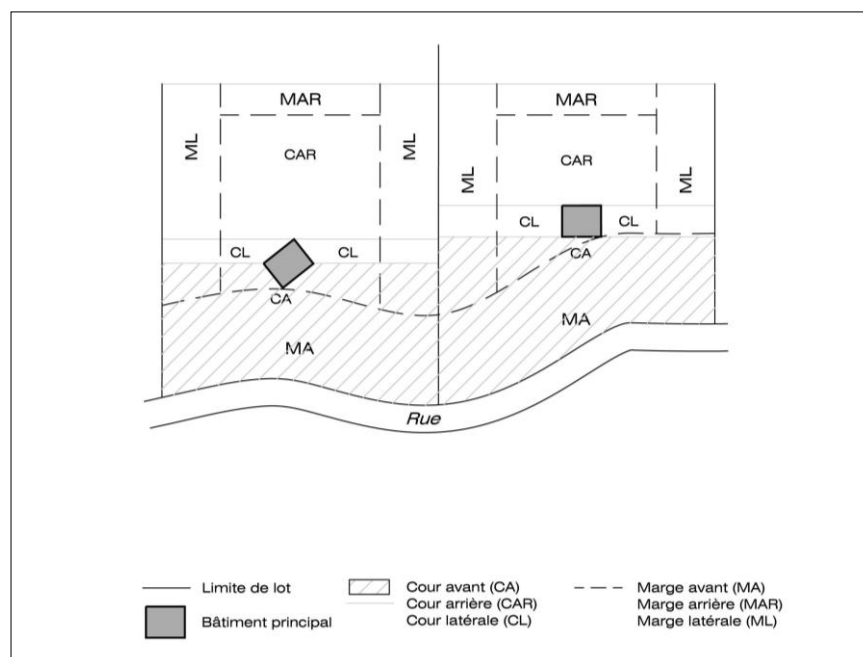 MAR
MAR
ML
ML
CAR
CAR
ML
ML
CL
CL
CL
CL
CA
CA
MA
MA
Rue
Limite de lot
Bâtiment principal
Cour avant (CA)
Cour arrière (CAR)
Cour latérale (CL)
Marge avant (MA)
Marge arrière (MAR)
Marge latérale (ML)